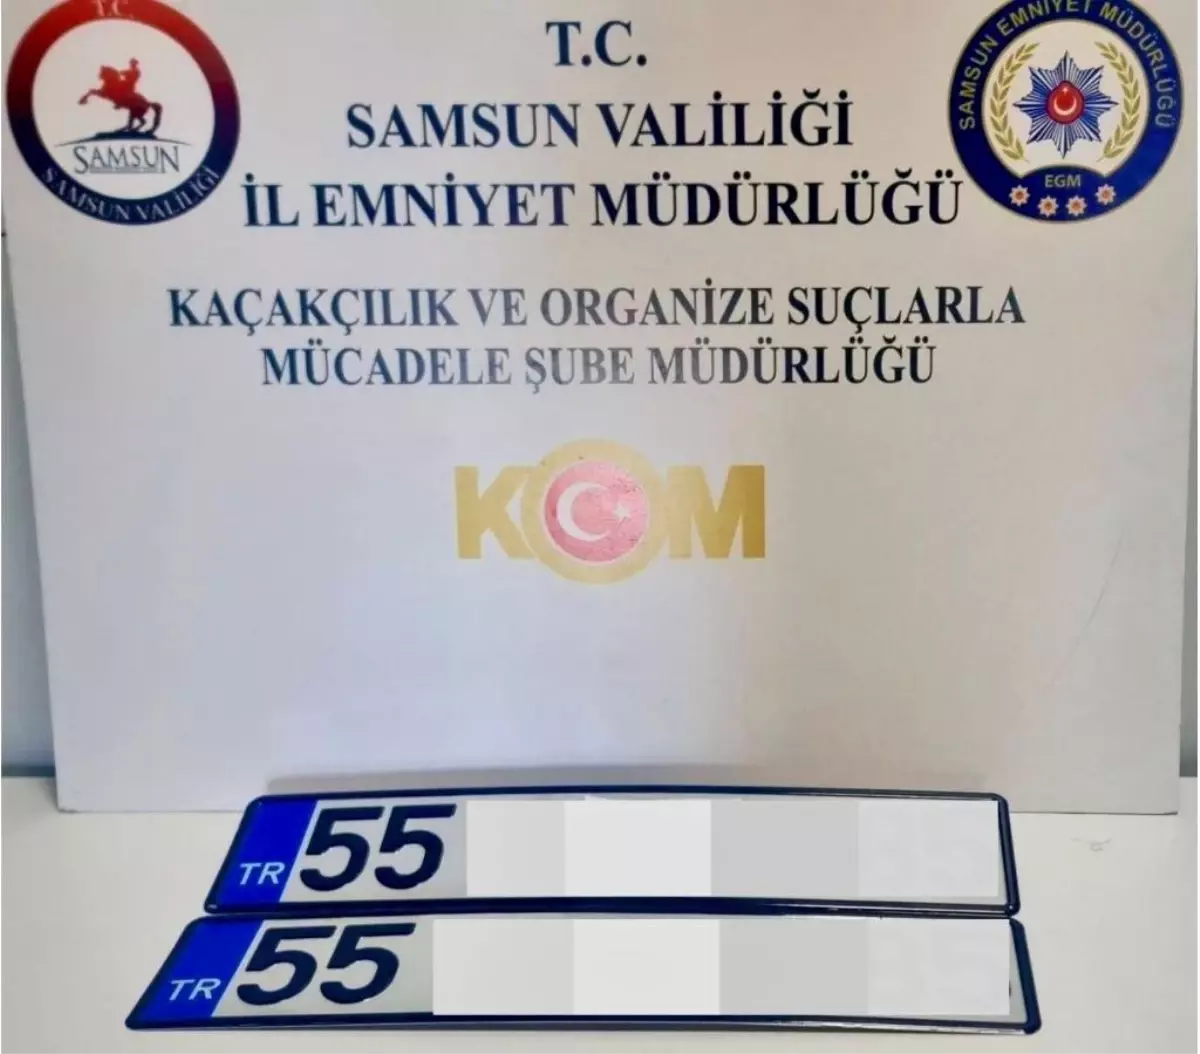 T.C.
SAMSUN
SAMSUN VALİLİĞİ
SAMSUN EMNİYET MÜDÜRLÜĞÜ
EGM
T.C.
SAMSUN VALİLİĞİ
İL EMNİYET MÜDÜRLÜĞÜ
KAÇAKÇILIK VE ORGANİZE SUÇLARLA
MÜCADELE ŞUBE MÜDÜRLÜĞÜ
KOM
TR 55
TR 55